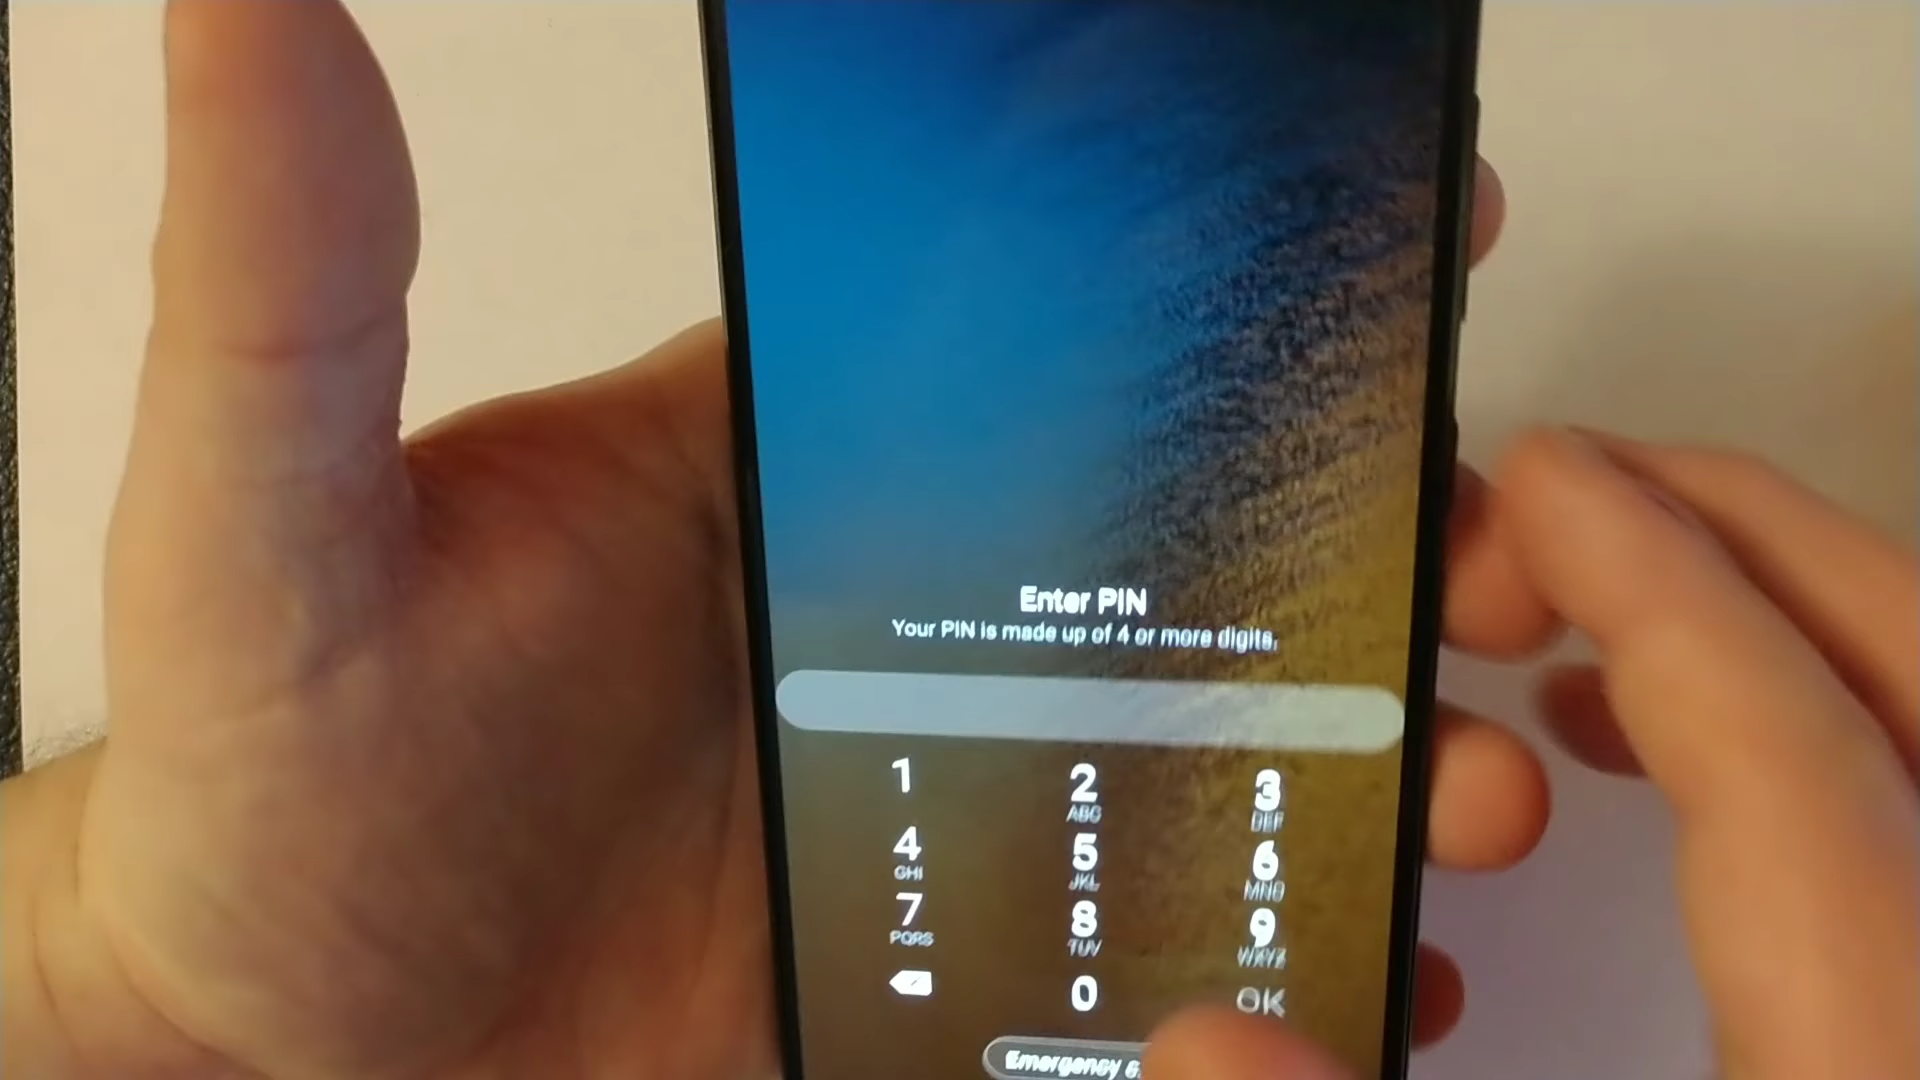 Enter PIN
Your PIN is made up of 4 or more digits.
1 2 3
ABC DEF
4 5 6
GHI JKL MNO
7 8 9
PQRS TUV WXYZ
0 OK
Emergency